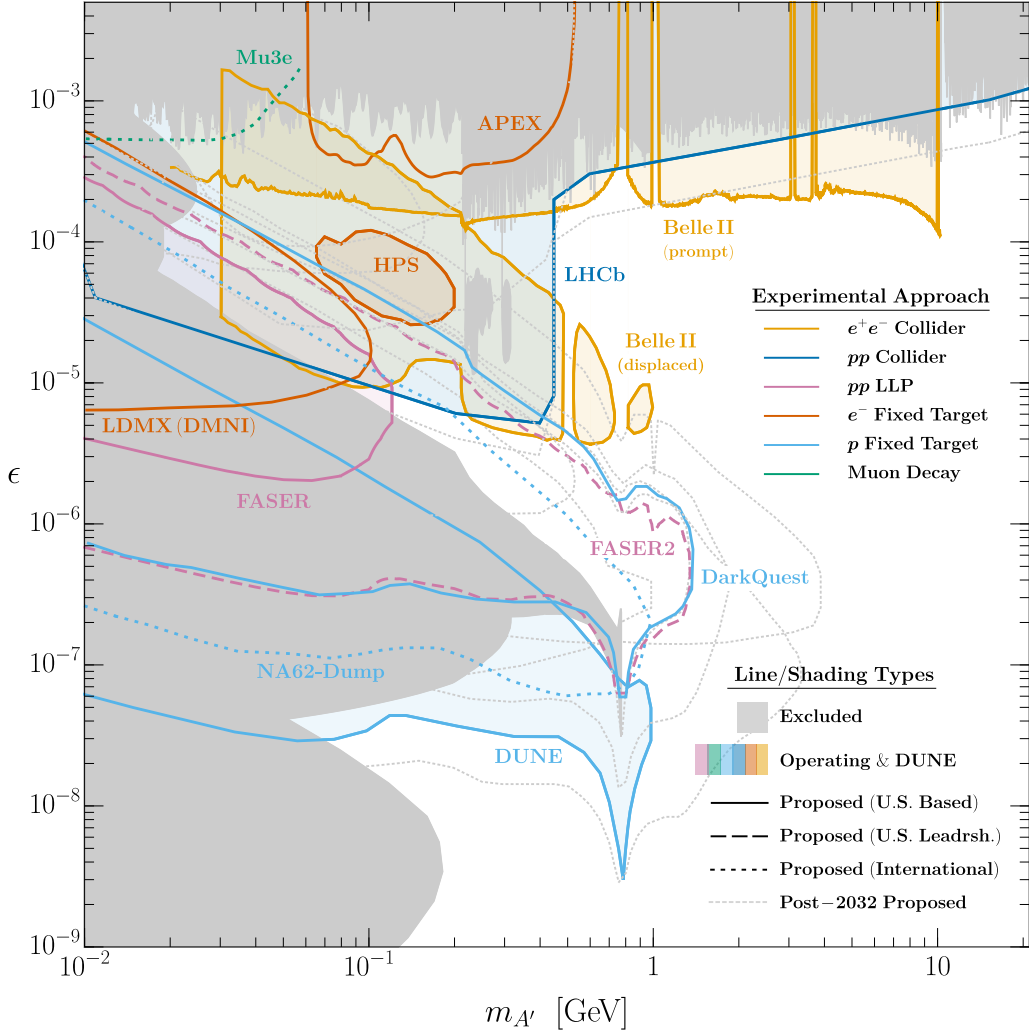 Mu3e
10⁻³
APEX
10⁻⁴
Belle II
(prompt)
HPS
LHCb
Experimental Approach
e⁺e⁻ Collider
pp Collider
pp LLP
e⁻ Fixed Target
p Fixed Target
Muon Decay
Belle II
(displaced)
10⁻⁵
LDMX (DMNI)
ϵ
FASER
10⁻⁶
FASER2
DarkQuest
10⁻⁷
NA62-Dump
Line/Shading Types
Excluded
Operating & DUNE
Proposed (U.S. Based)
Proposed (U.S. Leadrsh.)
Proposed (International)
Post−2032 Proposed
DUNE
10⁻⁸
10⁻⁹
10⁻² 10⁻¹ 1 10
m_A′ [GeV]